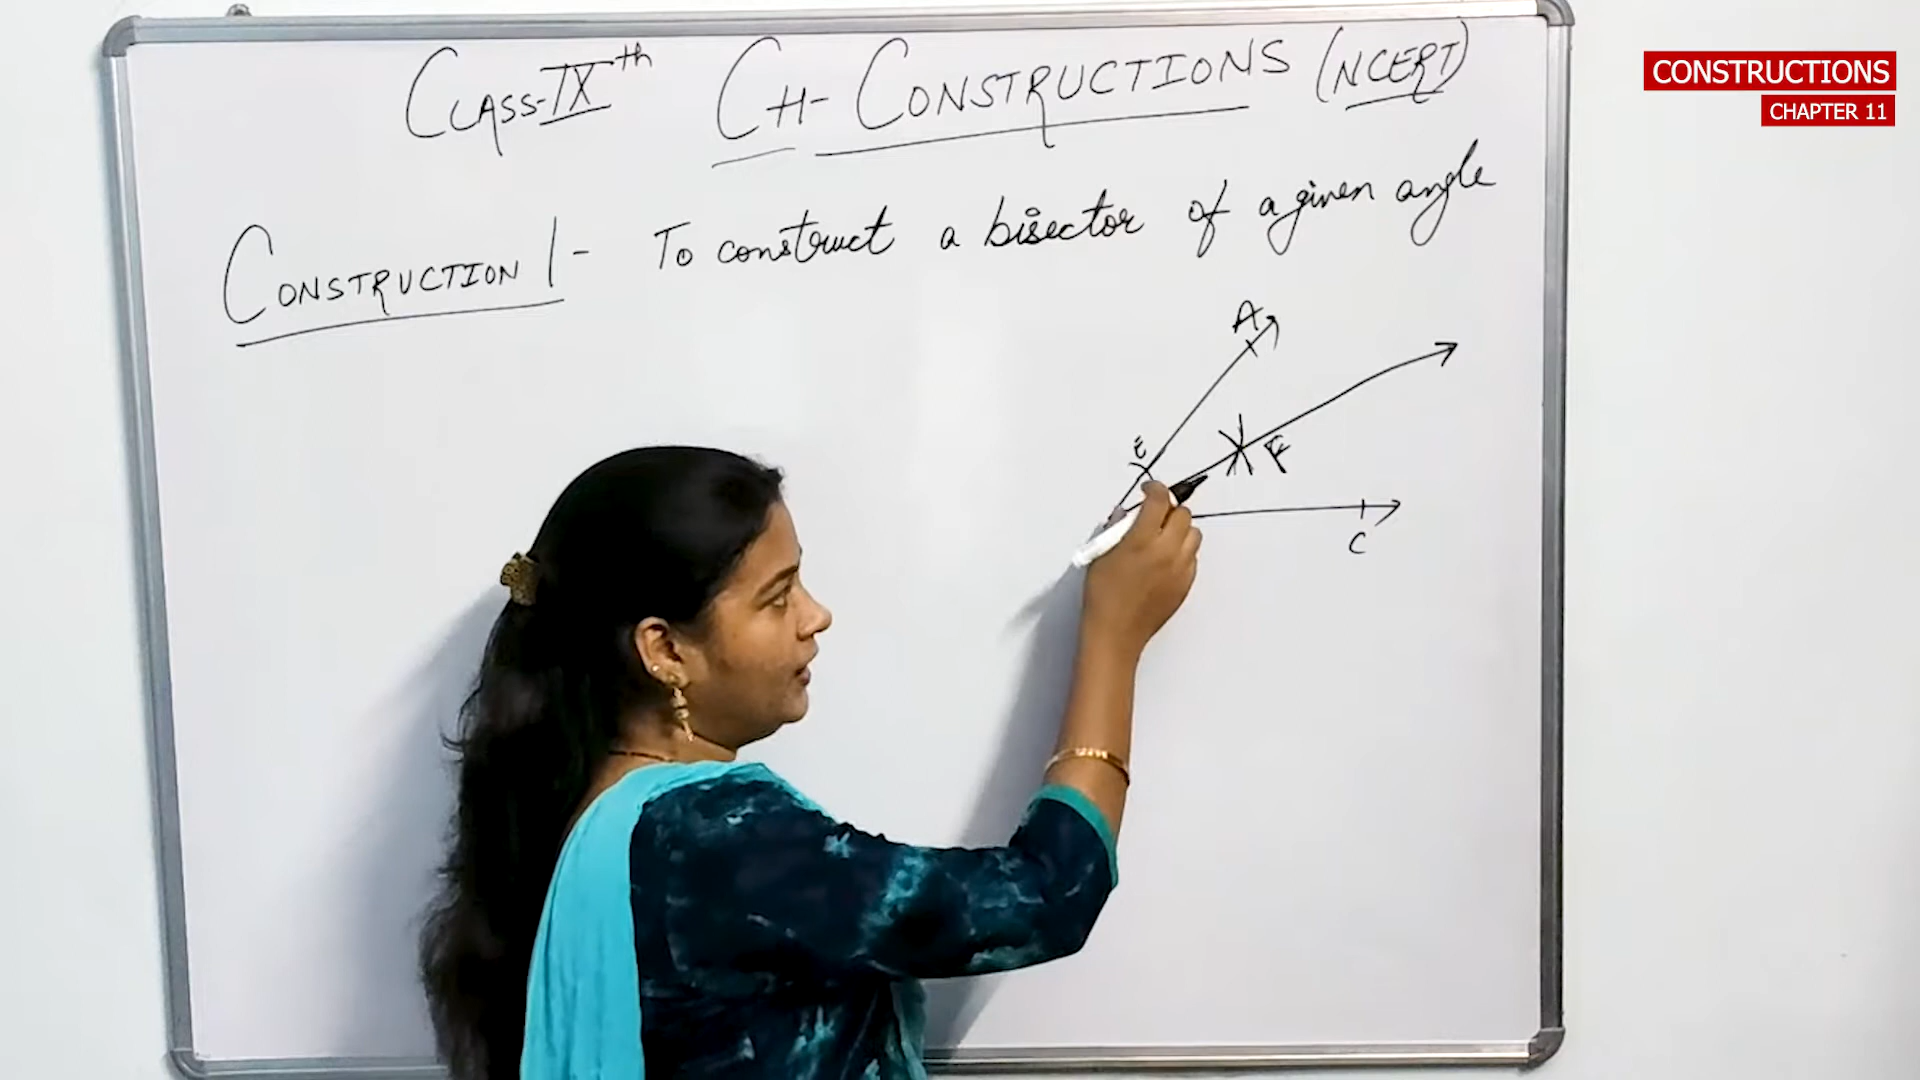 CLASS-IXth CH-CONSTRUCTIONS (NCERT)
CONSTRUCTIONS
CHAPTER 11
CONSTRUCTION 1- To construct a bisector of a given angle
A
E
F
C